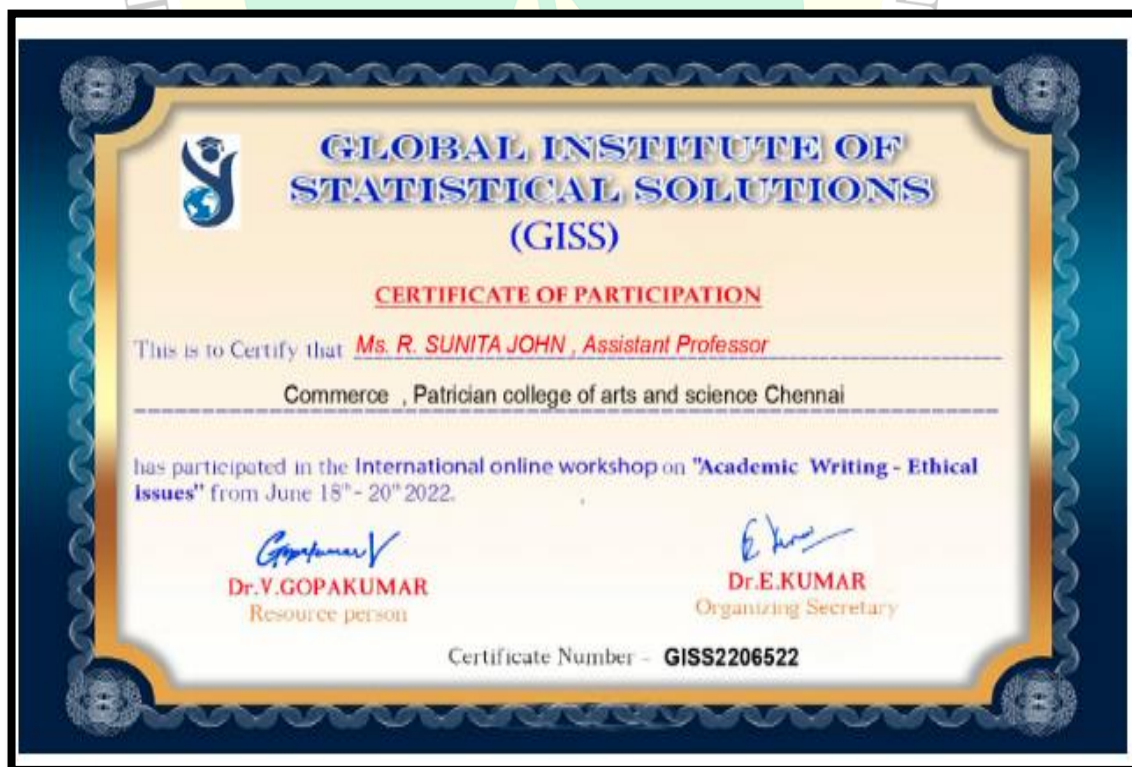 GLOBAL INSTITUTE OF
STATISTICAL SOLUTIONS
(GISS)
CERTIFICATE OF PARTICIPATION
This is to Certify that Ms. R. SUNITA JOHN , Assistant Professor
Commerce , Patrician college of arts and science Chennai
has participated in the International online workshop on "Academic Writing - Ethical
issues" from June 18th - 20th 2022.
Gopakumar V
E Kumar
Dr.V.GOPAKUMAR
Dr.E.KUMAR
Resource person
Organizing Secretary
Certificate Number - GISS2206522